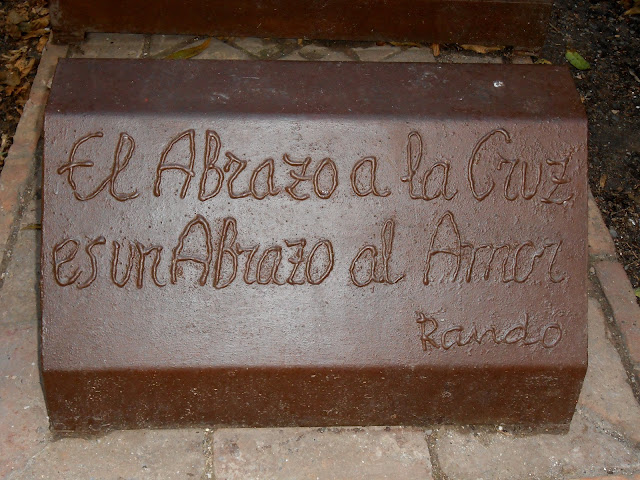 El Abrazo a la Cruz
es un Abrazo al Amor
Rando